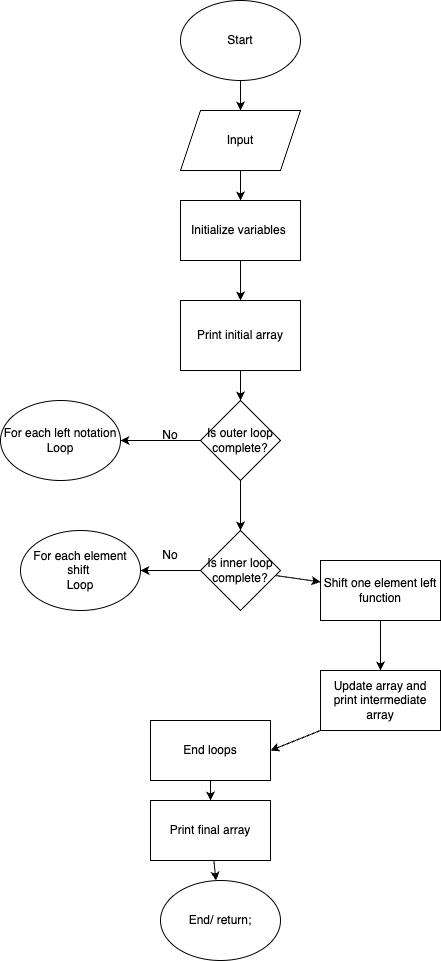 Start
Input
Initialize variables
Print initial array
Is outer loop
complete?
No
For each left notation
Loop
Is inner loop
complete?
No
For each element
shift
Loop
Shift one element left
function
Update array and
print intermediate
array
End loops
Print final array
End/ return;